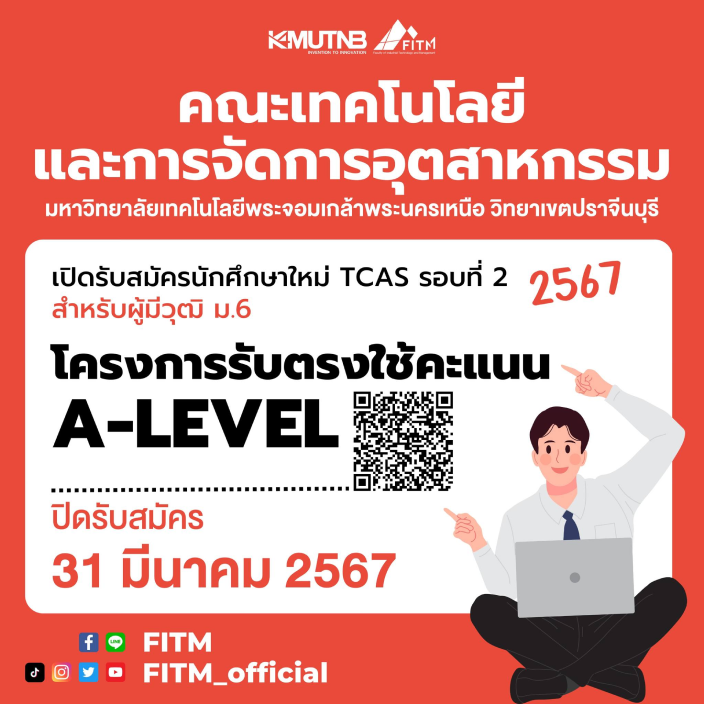 KMUTNB
INVENTION TO INNOVATION
FITM
คณะเทคโนโลยี
และการจัดการอุตสาหกรรม
มหาวิทยาลัยเทคโนโลยีพระจอมเกล้าพระนครเหนือ วิทยาเขตปราจีนบุรี
เปิดรับสมัครนักศึกษาใหม่ TCAS รอบที่ 2
2567
สำหรับผู้มีวุฒิ ม.6
โครงการรับตรงใช้คะแนน
A-LEVEL
ปิดรับสมัคร
31 มีนาคม 2567
FITM
FITM_official